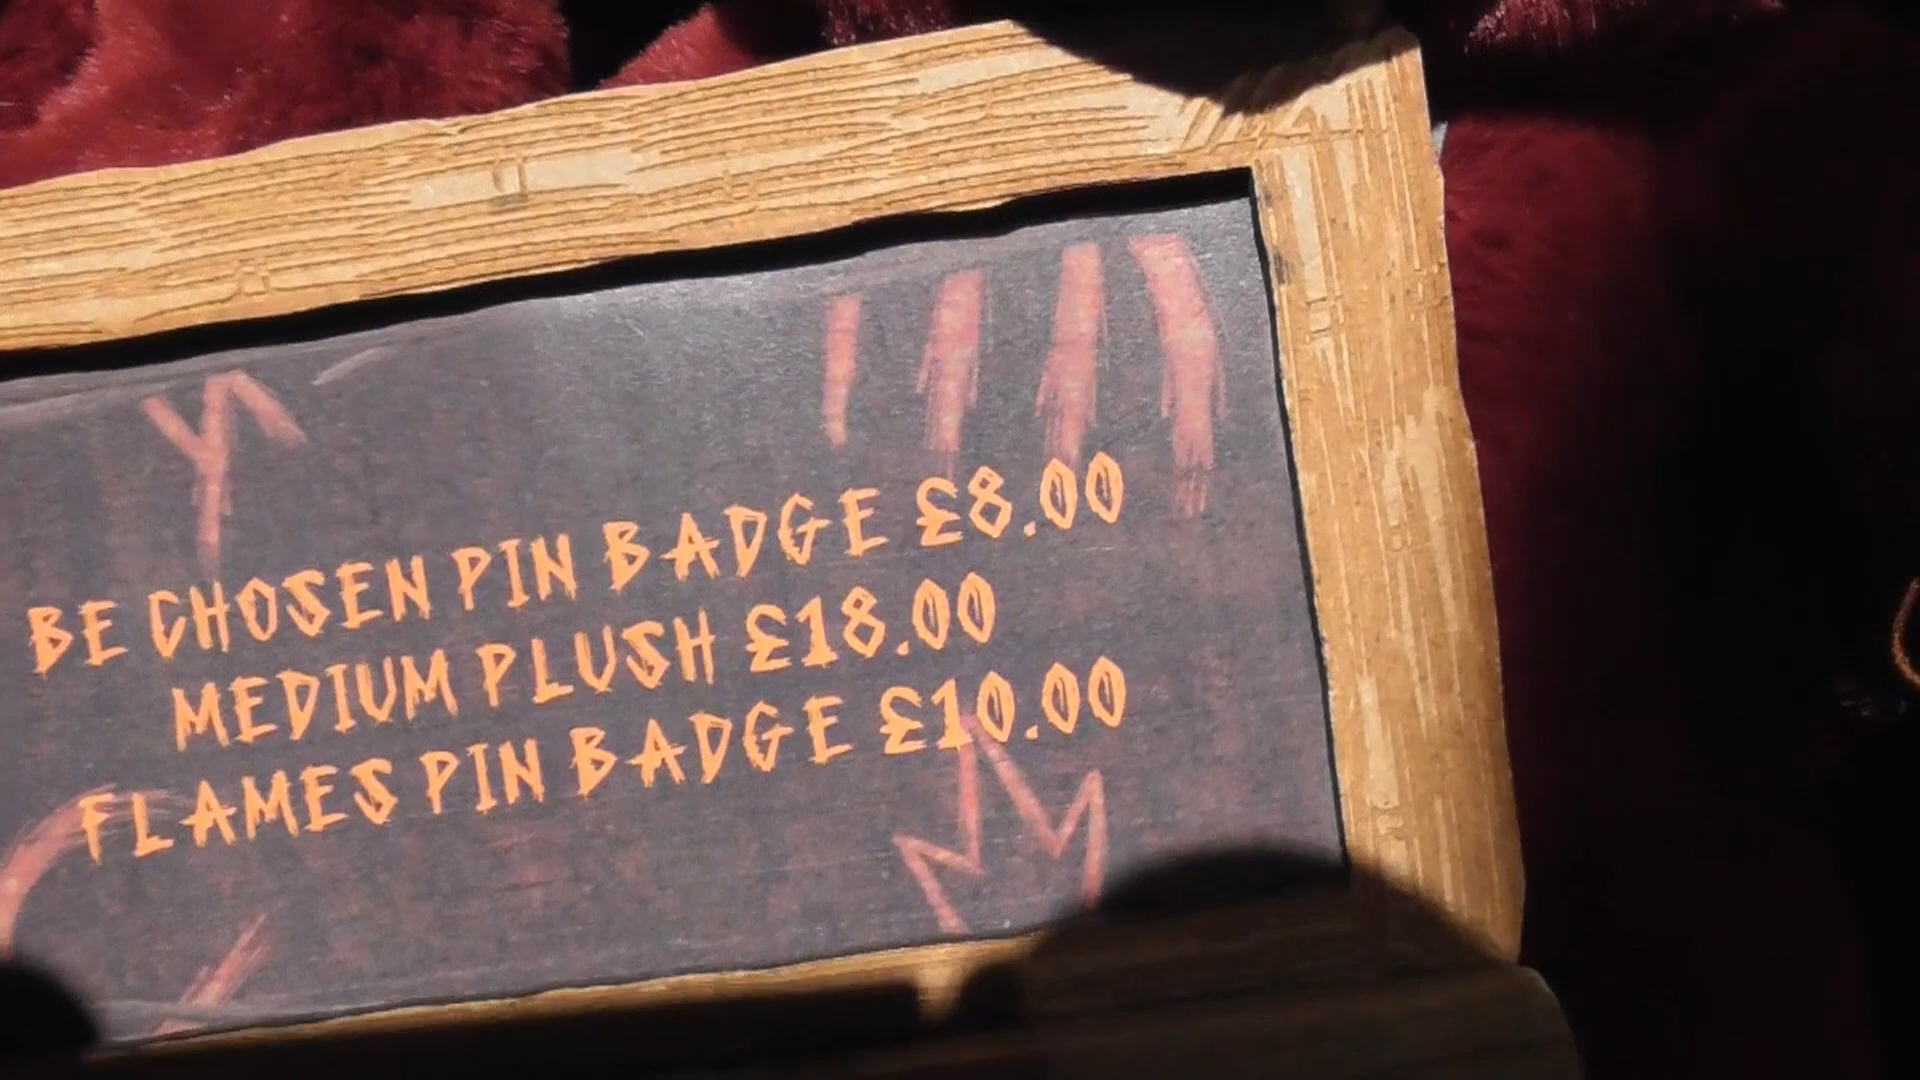 BE CHOSEN PIN BADGE £8.00
MEDIUM PLUSH £18.00
FLAMES PIN BADGE £10.00